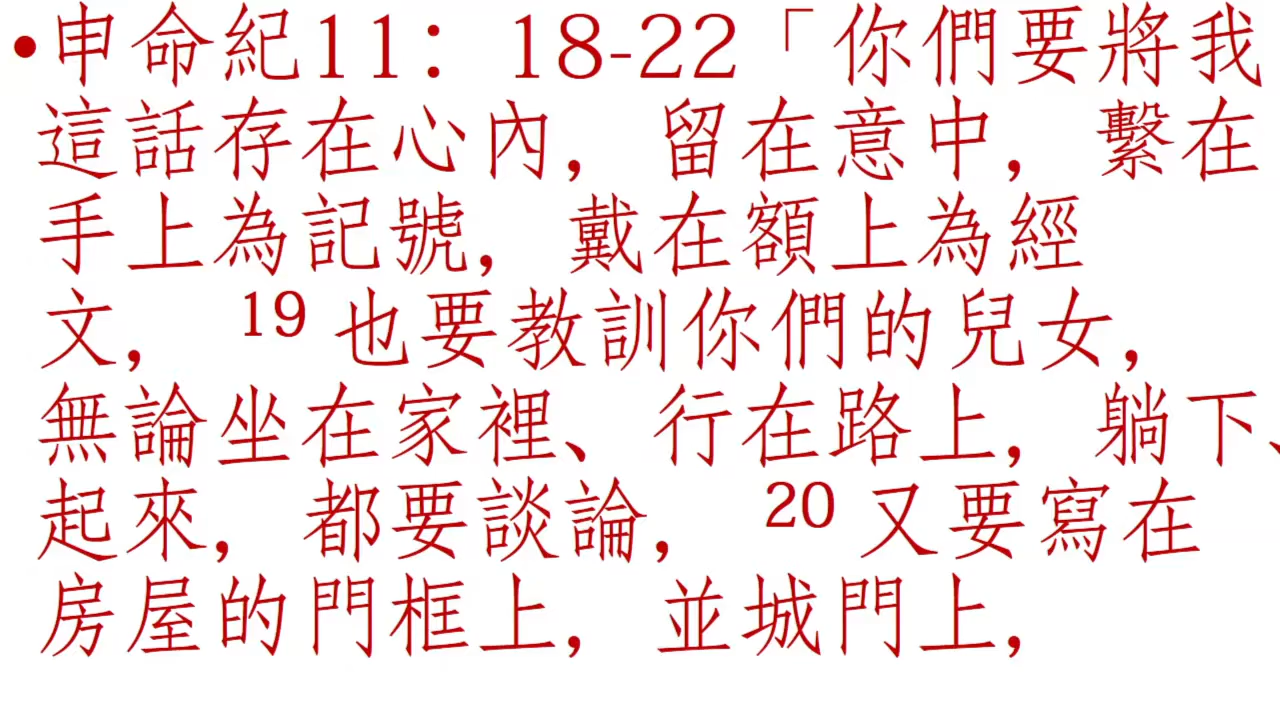 •申命紀11：18-22「你們要將我
這話存在心內，留在意中，繫在
手上為記號，戴在額上為經
文，19 也要教訓你們的兒女，
無論坐在家裡、行在路上，躺下、
起來，都要談論，20 又要寫在
房屋的門框上，並城門上，